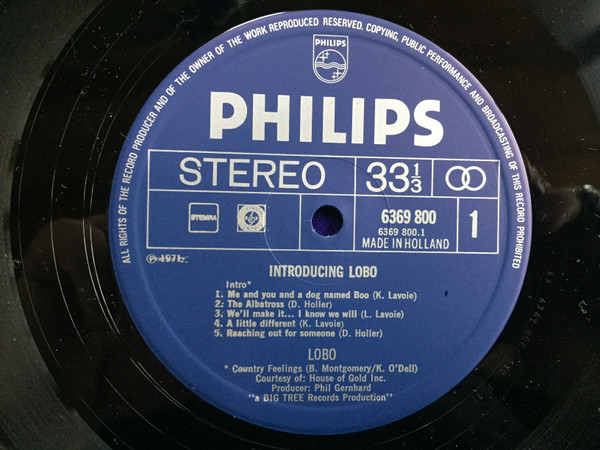 ALL RIGHTS OF THE RECORD PRODUCER AND OF THE OWNER OF THE WORK REPRODUCED RESERVED. COPYING, PUBLIC PERFORMANCE AND BROADCASTING OF THIS RECORD PROHIBITED
PHILIPS
PHILIPS
STEREO 33⅓
STEMRA
6369 800 1
6369 800.1
MADE IN HOLLAND
℗ 1971
INTRODUCING LOBO
Intro*
1. Me and you and a dog named Boo (K. Lavoie)
2. The Albatross (D. Holler)
3. We'll make it... I know we will (L. Lavoie)
4. A little different (K. Lavoie)
5. Reaching out for someone (D. Holler)
LOBO
* Country Feelings (B. Montgomery/K. O'Dell)
Courtesy of: House of Gold Inc.
Producer: Phil Gernhard
"a BIG TREE Records Production"